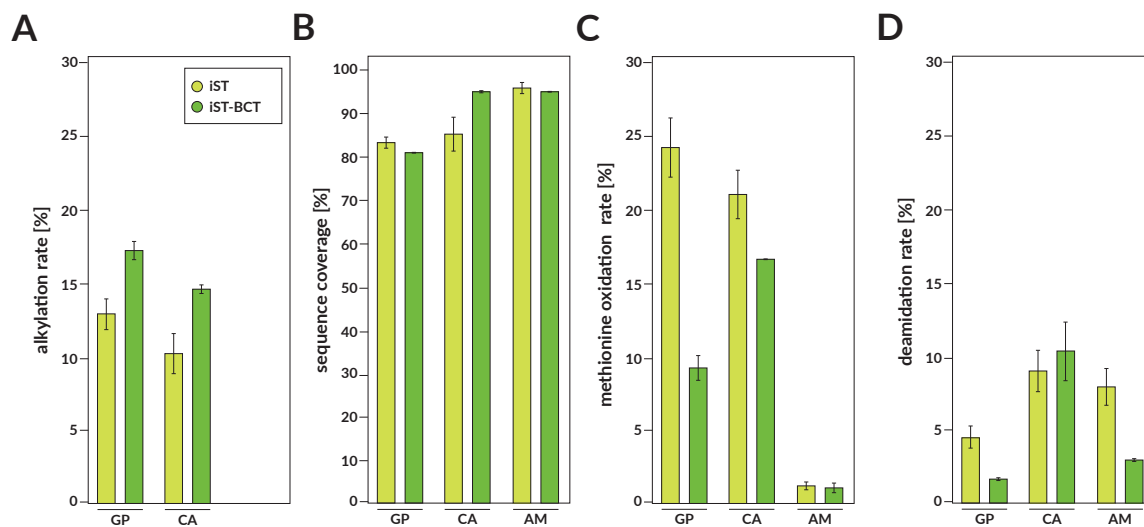 A
B
C
D
alkylation rate [%]
30
25
20
15
10
5
0
iST
iST-BCT
GP
CA
sequence coverage [%]
100
90
80
70
60
50
40
30
20
10
0
GP
CA
AM
methionine oxidation rate [%]
30
25
20
15
10
5
0
GP
CA
AM
deamidation rate [%]
30
25
20
15
10
5
0
GP
CA
AM